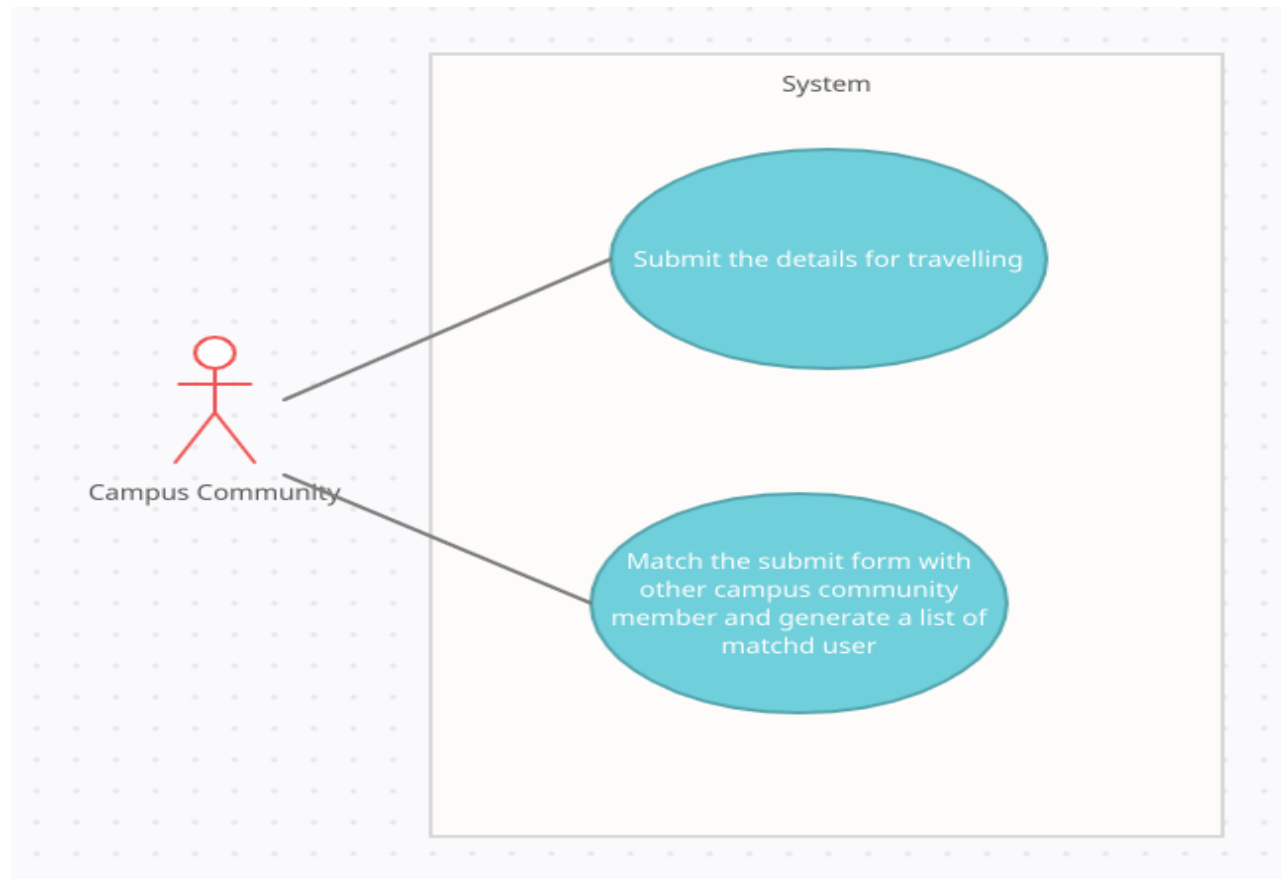 System
Submit the details for travelling
Campus Community
Match the submit form with
other campus community
member and generate a list of
matchd user